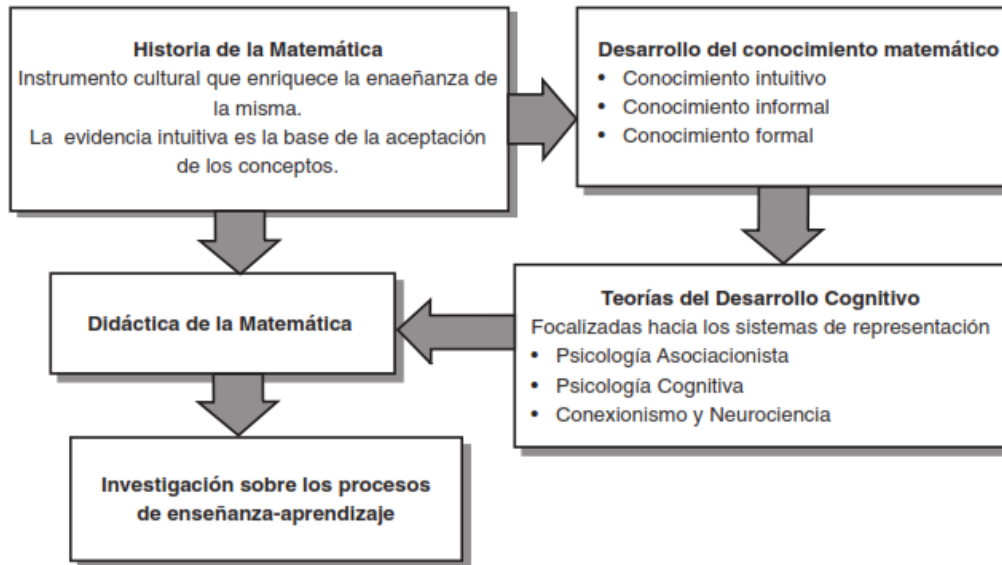 Historia de la Matemática
Instrumento cultural que enriquece la enaeñanza de
la misma.
La evidencia intuitiva es la base de la aceptación
de los conceptos.
Desarrollo del conocimiento matemático
• Conocimiento intuitivo
• Conocimiento informal
• Conocimiento formal
Didáctica de la Matemática
Teorías del Desarrollo Cognitivo
Focalizadas hacia los sistemas de representación
• Psicología Asociacionista
• Psicología Cognitiva
• Conexionismo y Neurociencia
Investigación sobre los procesos
de enseñanza-aprendizaje